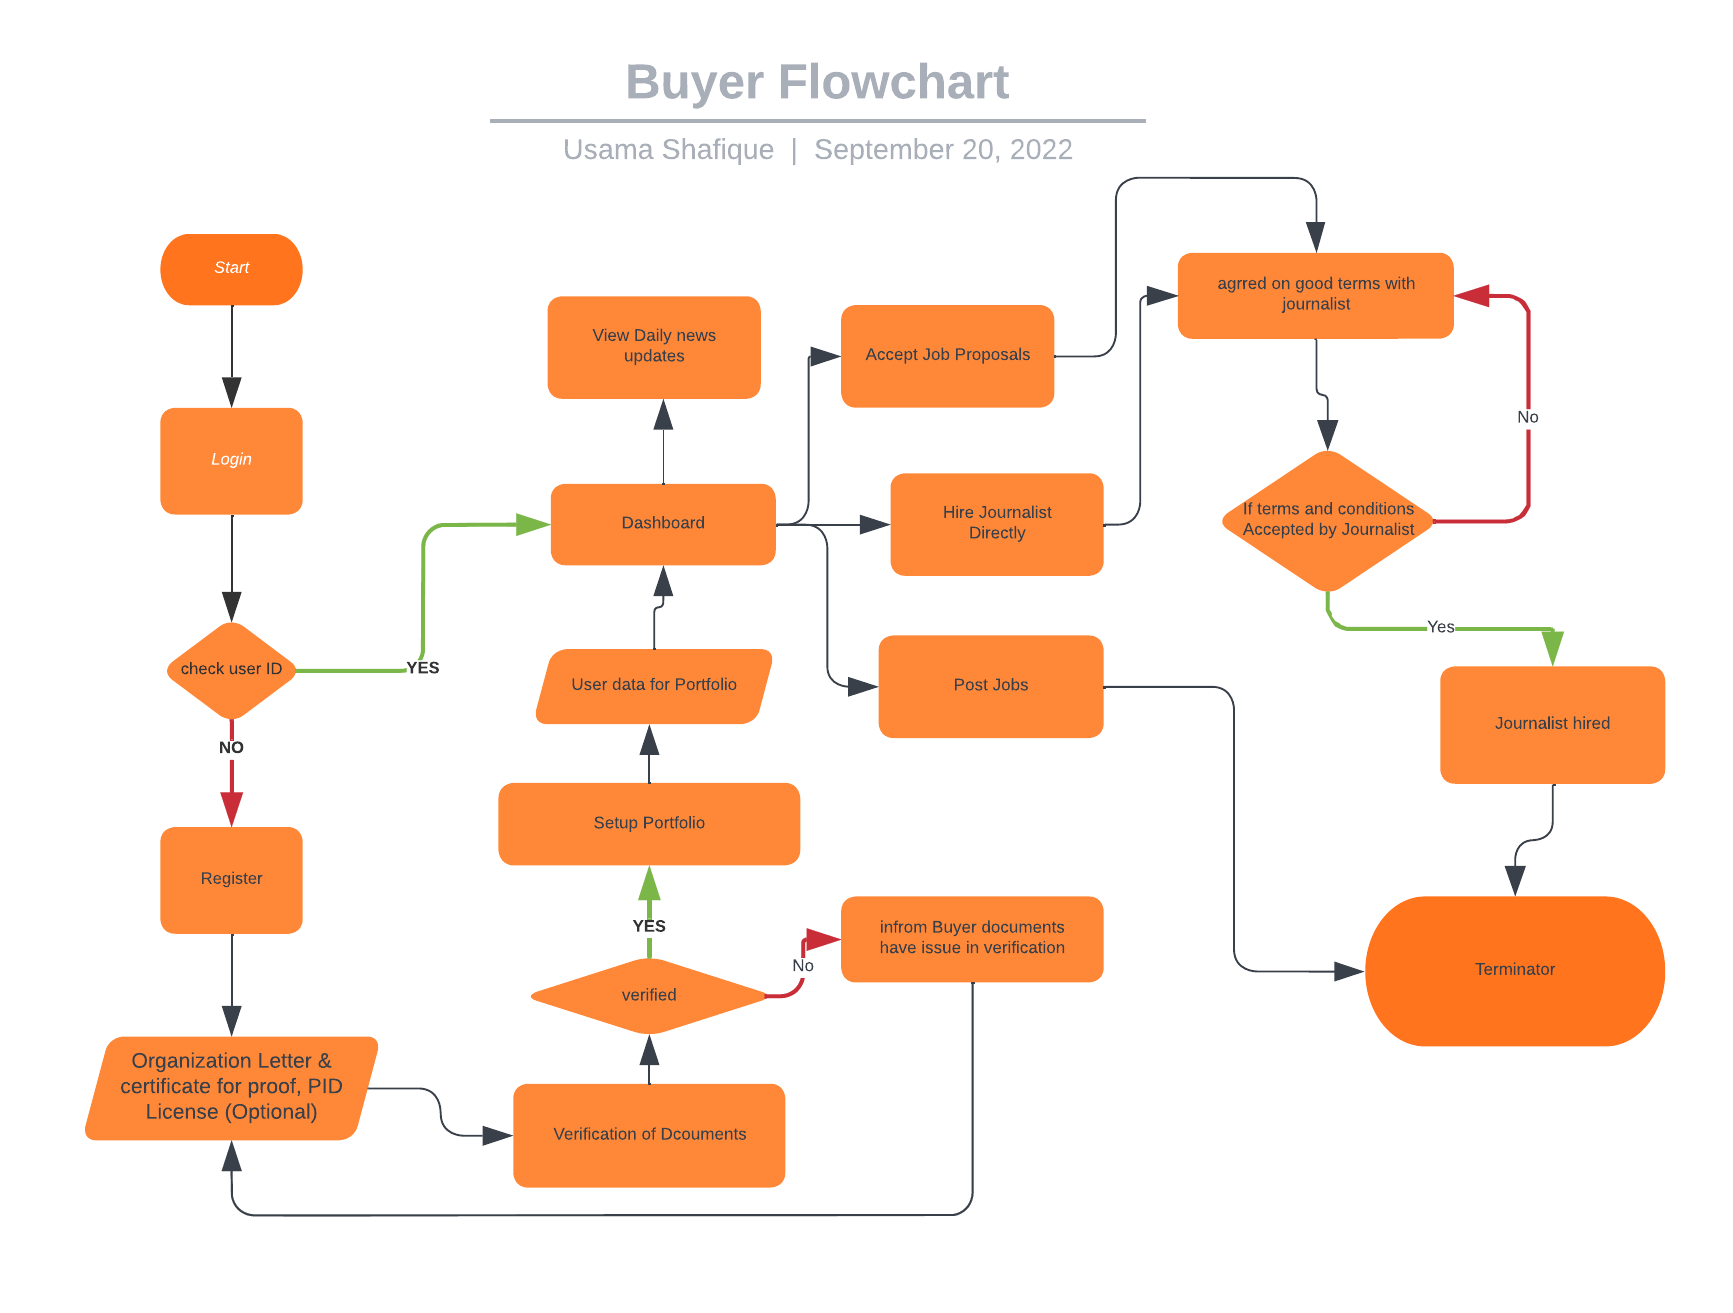 Buyer Flowchart
Usama Shafique | September 20, 2022
Start
Login
check user ID
YES
NO
Register
Organization Letter &
certificate for proof, PID
License (Optional)
Verification of Dcouments
verified
YES
No
infrom Buyer documents
have issue in verification
Setup Portfolio
User data for Portfolio
Dashboard
View Daily news
updates
Accept Job Proposals
Hire Journalist
Directly
Post Jobs
agrred on good terms with
journalist
If terms and conditions
Accepted by Journalist
No
Yes
Journalist hired
Terminator